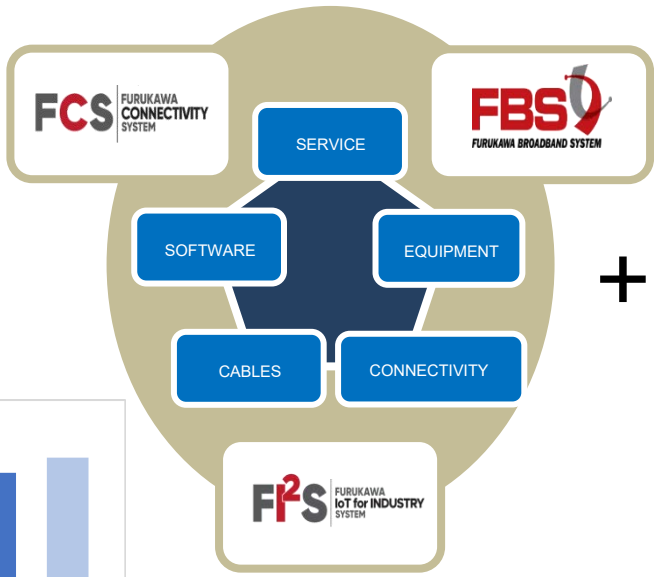 FCS FURUKAWA
CONNECTIVITY
SYSTEM
FBS
FURUKAWA BROADBAND SYSTEM
SERVICE
SOFTWARE
EQUIPMENT
+
CABLES
CONNECTIVITY
FI²S FURUKAWA
IoT for INDUSTRY
SYSTEM